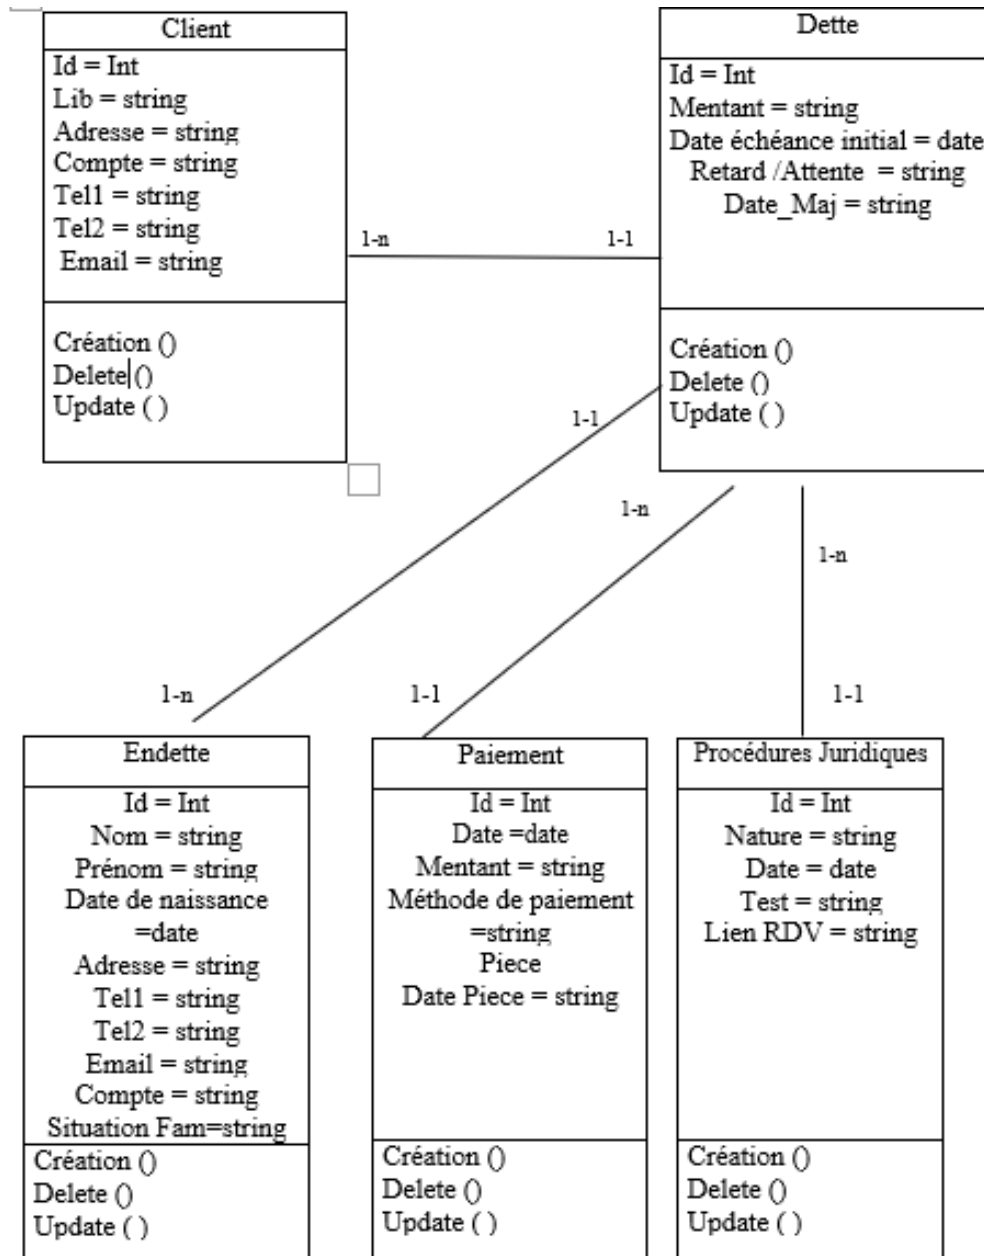 Client
Id = Int
Lib = string
Adresse = string
Compte = string
Tel1 = string
Tel2 = string
Email = string
Création ()
Delete ()
Update ( )
Dette
Id = Int
Mentant = string
Date échéance initial = date
Retard /Attente = string
Date_Maj = string
Création ()
Delete ()
Update ( )
1-n
1-1
1-1
1-n
1-n
1-n
1-1
1-1
Endette
Id = Int
Nom = string
Prénom = string
Date de naissance
=date
Adresse = string
Tel1 = string
Tel2 = string
Email = string
Compte = string
Situation Fam=string
Création ()
Delete ()
Update ( )
Paiement
Id = Int
Date =date
Mentant = string
Méthode de paiement
=string
Piece
Date Piece = string
Création ()
Delete ()
Update ( )
Procédures Juridiques
Id = Int
Nature = string
Date = date
Test = string
Lien RDV = string
Création ()
Delete ()
Update ( )